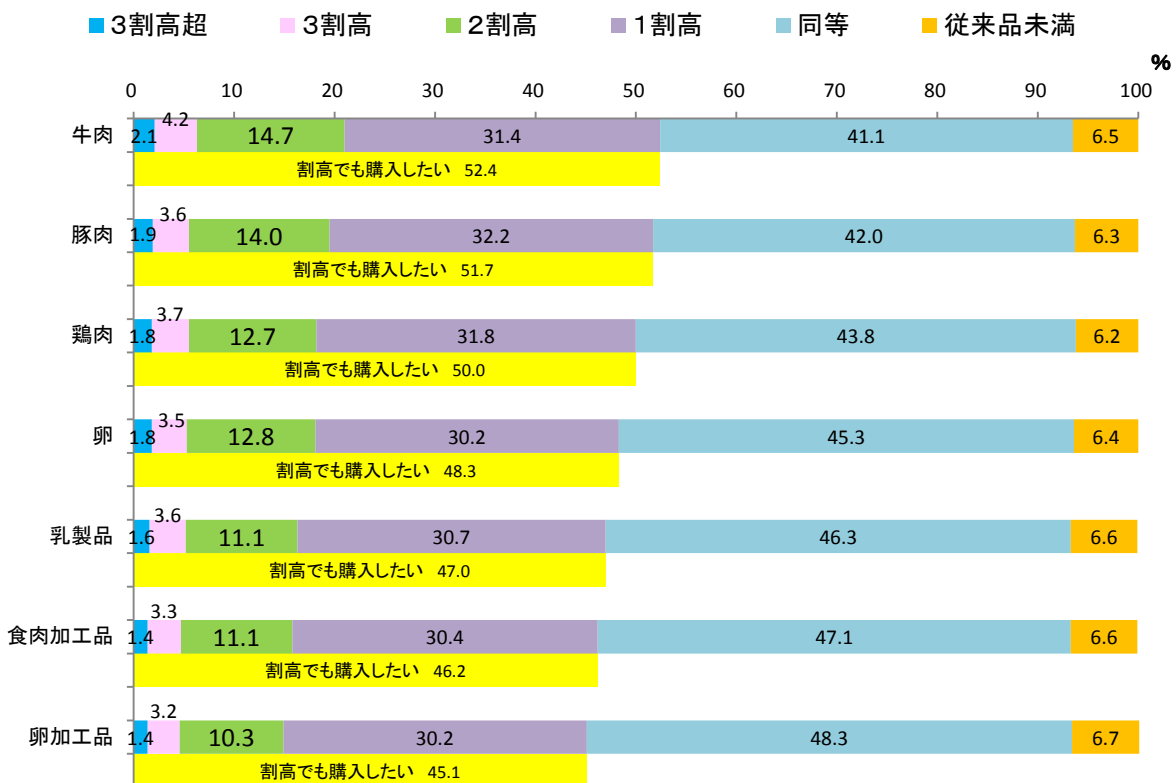 3割高超 3割高 2割高 1割高 同等 従来品未満
%
0 10 20 30 40 50 60 70 80 90 100
牛肉 2.1 4.2 14.7 31.4 41.1 6.5
割高でも購入したい 52.4
豚肉 1.9 3.6 14.0 32.2 42.0 6.3
割高でも購入したい 51.7
鶏肉 1.8 3.7 12.7 31.8 43.8 6.2
割高でも購入したい 50.0
卵 1.8 3.5 12.8 30.2 45.3 6.4
割高でも購入したい 48.3
乳製品 1.6 3.6 11.1 30.7 46.3 6.6
割高でも購入したい 47.0
食肉加工品 1.4 3.3 11.1 30.4 47.1 6.6
割高でも購入したい 46.2
卵加工品 1.4 3.2 10.3 30.2 48.3 6.7
割高でも購入したい 45.1